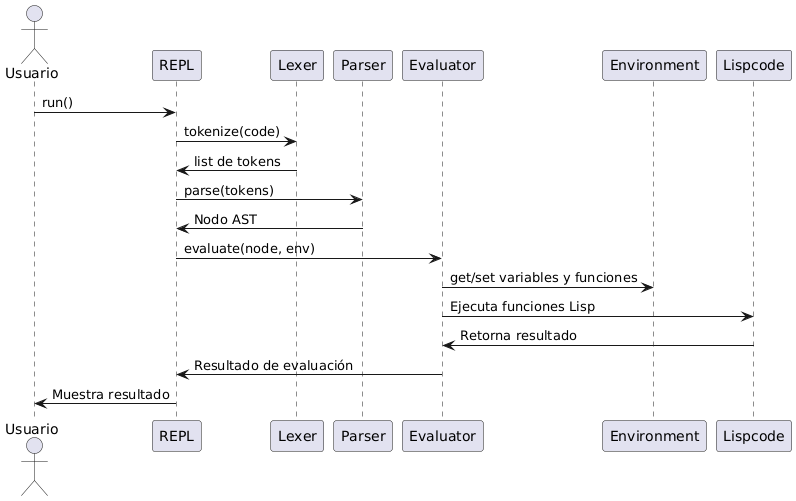 Usuario
REPL
Lexer
Parser
Evaluator
Environment
Lispcode
run()
tokenize(code)
list de tokens
parse(tokens)
Nodo AST
evaluate(node, env)
get/set variables y funciones
Ejecuta funciones Lisp
Retorna resultado
Resultado de evaluación
Muestra resultado
Usuario
REPL
Lexer
Parser
Evaluator
Environment
Lispcode